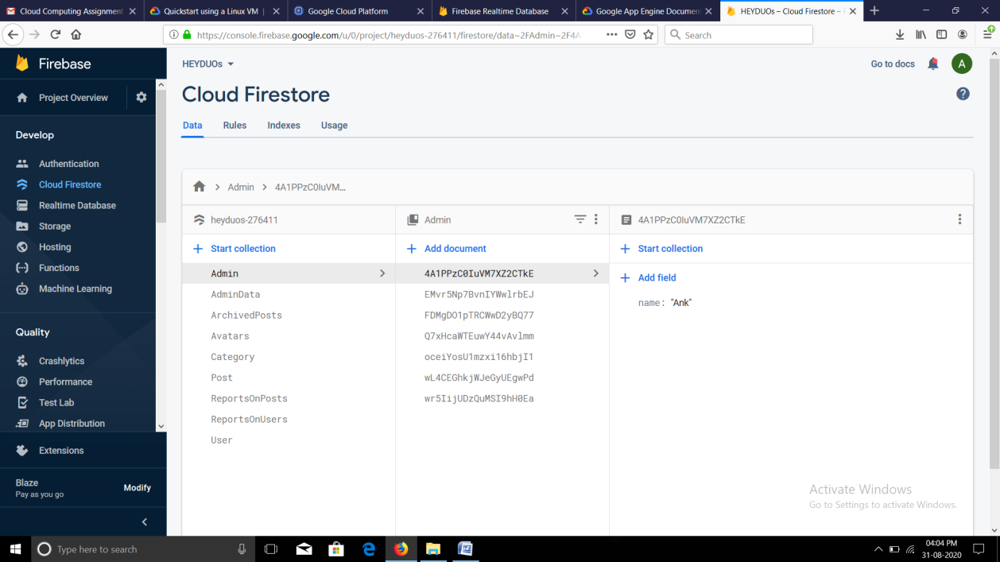 Cloud Computing Assignment
Quickstart using a Linux VM
Google Cloud Platform
Firebase Realtime Database
Google App Engine Document
HEYDUOs – Cloud Firestore –
https://console.firebase.google.com/u/0/project/heyduos-276411/firestore/data~2FAdmin~2F4A
Search
Firebase
HEYDUOs
Go to docs
A
Project Overview
Cloud Firestore
Data Rules Indexes Usage
Develop
Authentication
Cloud Firestore
Realtime Database
Storage
Hosting
Functions
Machine Learning
Quality
Crashlytics
Performance
Test Lab
App Distribution
Extensions
Blaze
Pay as you go
Modify
Admin > 4A1PPzC0IuVM...
heyduos-276411
Start collection
Admin
AdminData
ArchivedPosts
Avatars
Category
Post
ReportsOnPosts
ReportsOnUsers
User
Admin
Add document
4A1PPzC0IuVM7XZ2CTkE
EMvr5Np7BvnIYWwlrbEJ
FDMgDO1pTRCWwD2yBQ77
Q7xHcaWTEuwY44vAvlmm
oceiYosU1mzxi16hbjI1
wL4CEGhkjWJeGyUEgwPd
wr5IijUDzQuMSI9hH0Ea
4A1PPzC0IuVM7XZ2CTkE
Start collection
Add field
name: "Ank"
Activate Windows
Go to Settings to activate Windows.
Type here to search
04:04 PM
31-08-2020